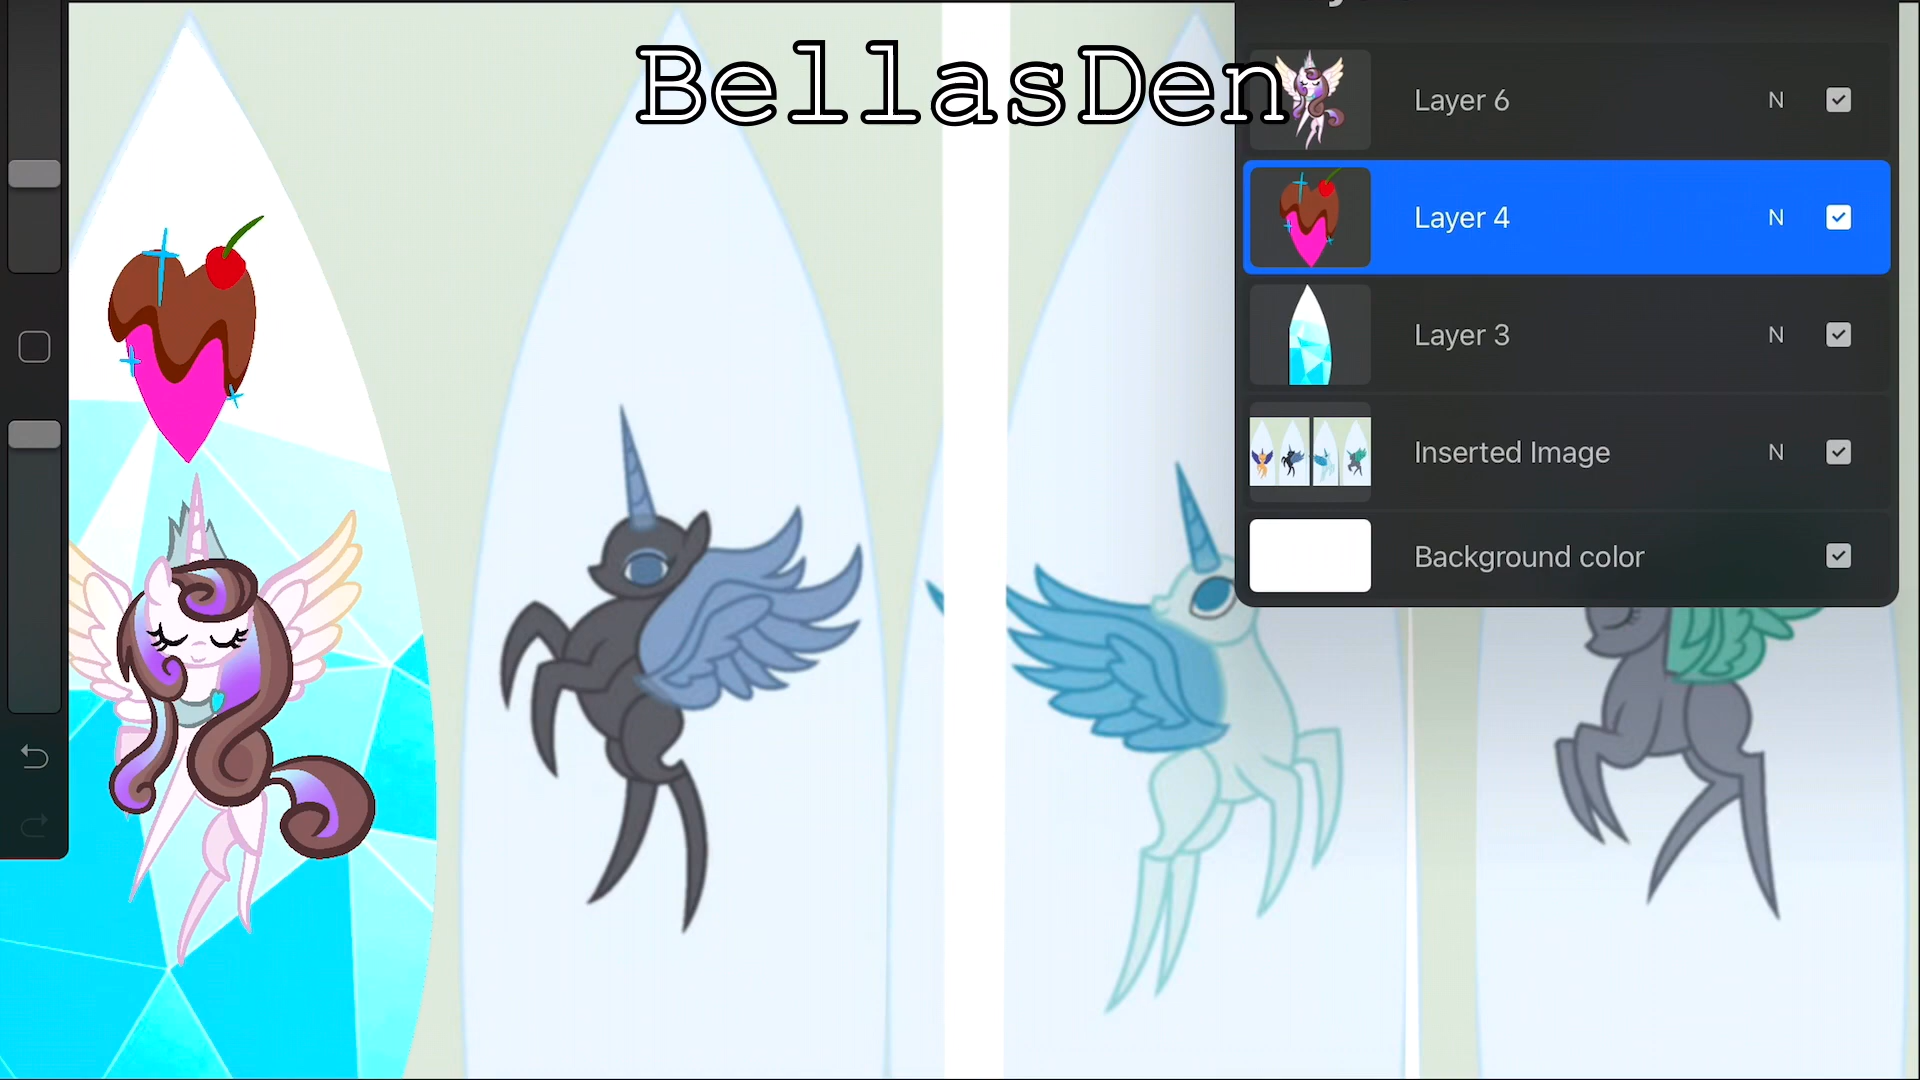 BellasDen
Layer 6 N
Layer 4 N
Layer 3 N
Inserted Image N
Background color